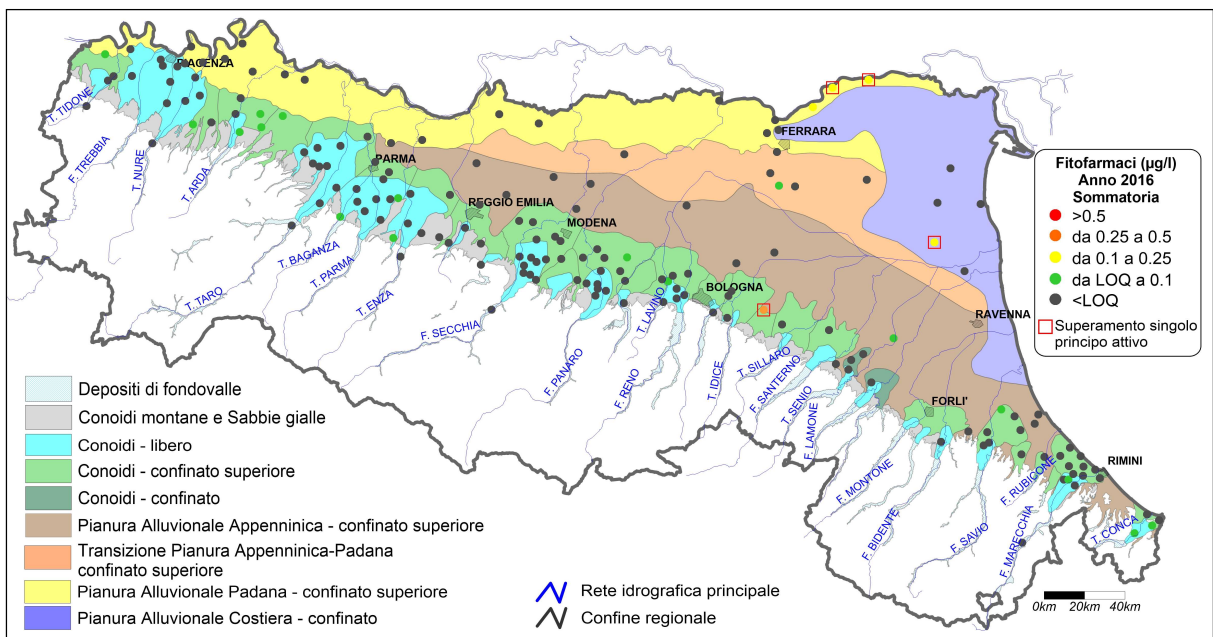 PIACENZA
T. TIDONE
F. TREBBIA
T. NURE
T. ARDA
PARMA
REGGIO EMILIA
MODENA
FERRARA
BOLOGNA
RAVENNA
FORLI'
RIMINI
T. TARO
T. BAGANZA
T. PARMA
T. ENZA
F. SECCHIA
F. PANARO
F. RENO
T. LAVINO
T. IDICE
T. SILLARO
F. SANTERNO
T. SENIO
F. LAMONE
F. MONTONE
F. BIDENTE
F. SAVIO
F. RUBICONE
F. MARECCHIA
T. CONCA
Fitofarmaci (µg/l)
Anno 2016
Sommatoria
>0.5
da 0.25 a 0.5
da 0.1 a 0.25
da LOQ a 0.1
<LOQ
Superamento singolo
principo attivo
Depositi di fondovalle
Conoidi montane e Sabbie gialle
Conoidi - libero
Conoidi - confinato superiore
Conoidi - confinato
Pianura Alluvionale Appenninica - confinato superiore
Transizione Pianura Appenninica-Padana
confinato superiore
Pianura Alluvionale Padana - confinato superiore
Pianura Alluvionale Costiera - confinato
Rete idrografica principale
Confine regionale
0km 20km 40km